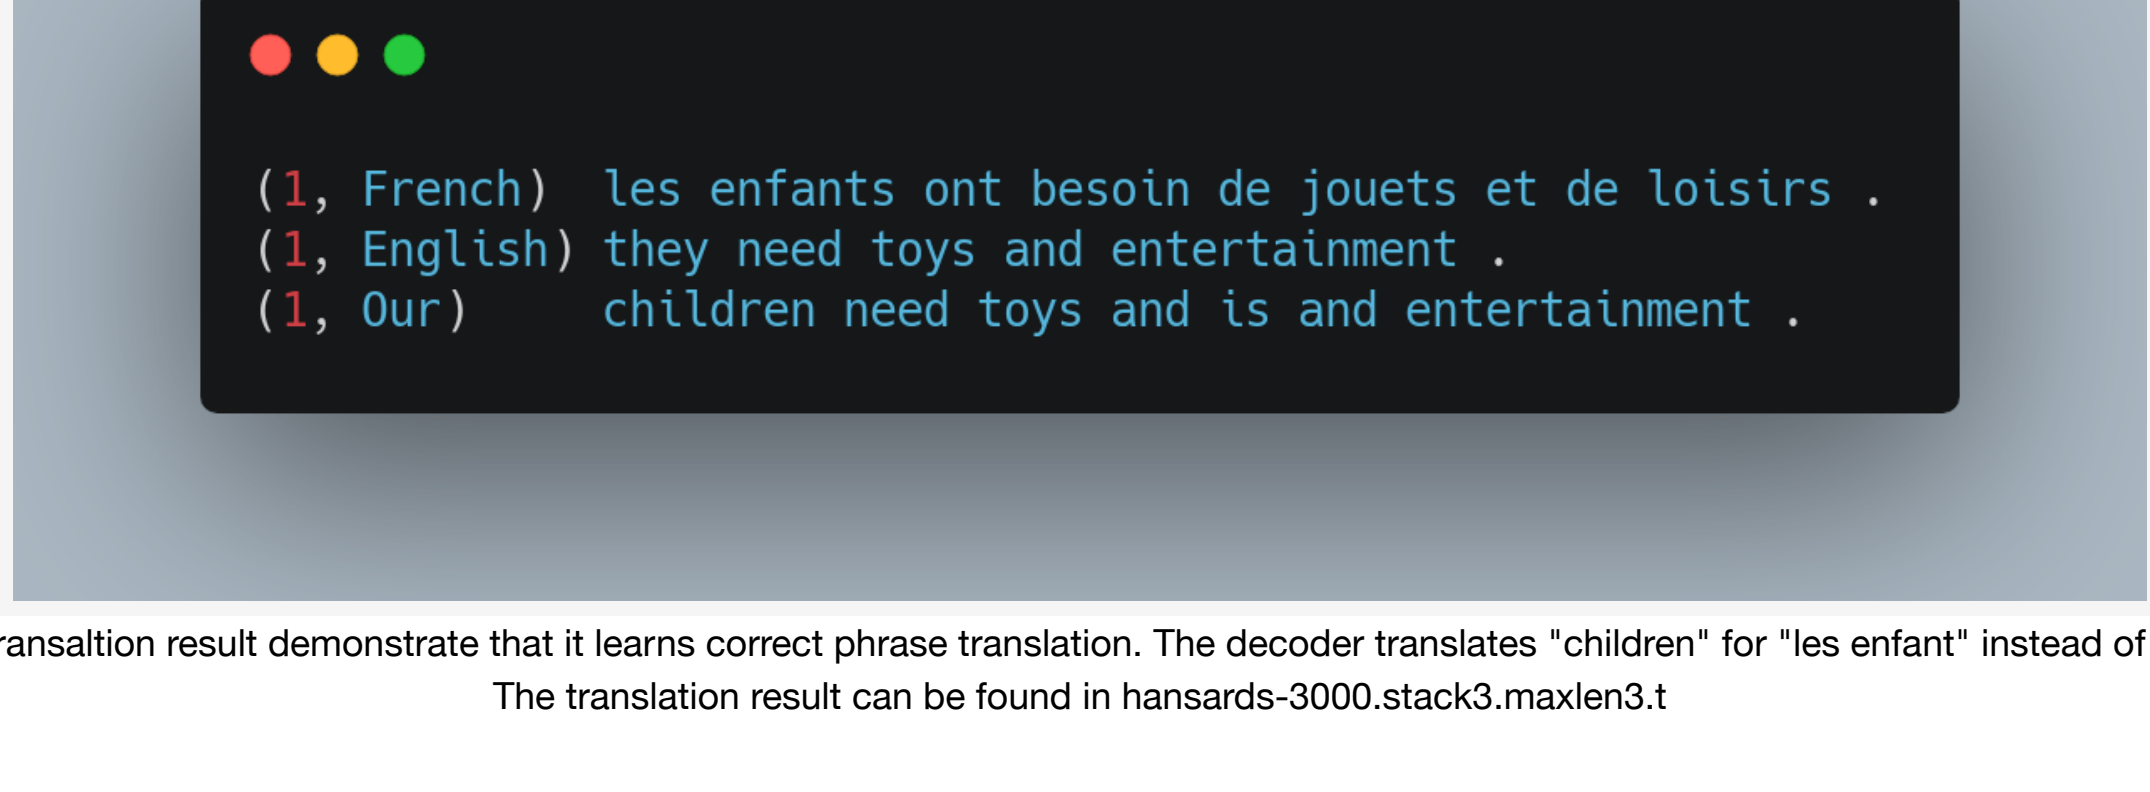 (1, French) les enfants ont besoin de jouets et de loisirs .
(1, English) they need toys and entertainment .
(1, Our) children need toys and is and entertainment .
ransaltion result demonstrate that it learns correct phrase translation. The decoder translates "children" for "les enfant" instead of
The translation result can be found in hansards-3000.stack3.maxlen3.t